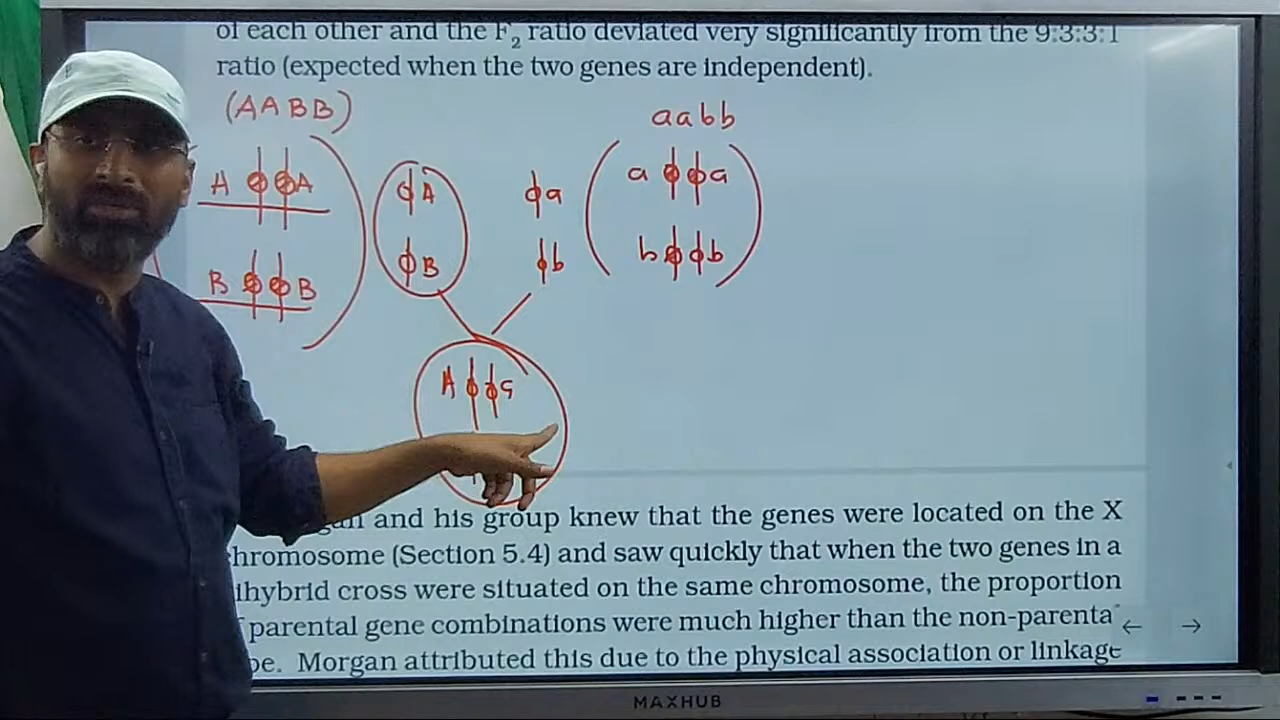 of each other and the F2 ratio deviated very significantly from the 9:3:3:1
ratio (expected when the two genes are independent).
(AABB)
aabb
A A
A
a
a a
B B
B
b
b b
A a
and his group knew that the genes were located on the X
hromosome (Section 5.4) and saw quickly that when the two genes in a
ihybrid cross were situated on the same chromosome, the proportion
parental gene combinations were much higher than the non-parenta
pe. Morgan attributed this due to the physical association or linkage
MAXHUB